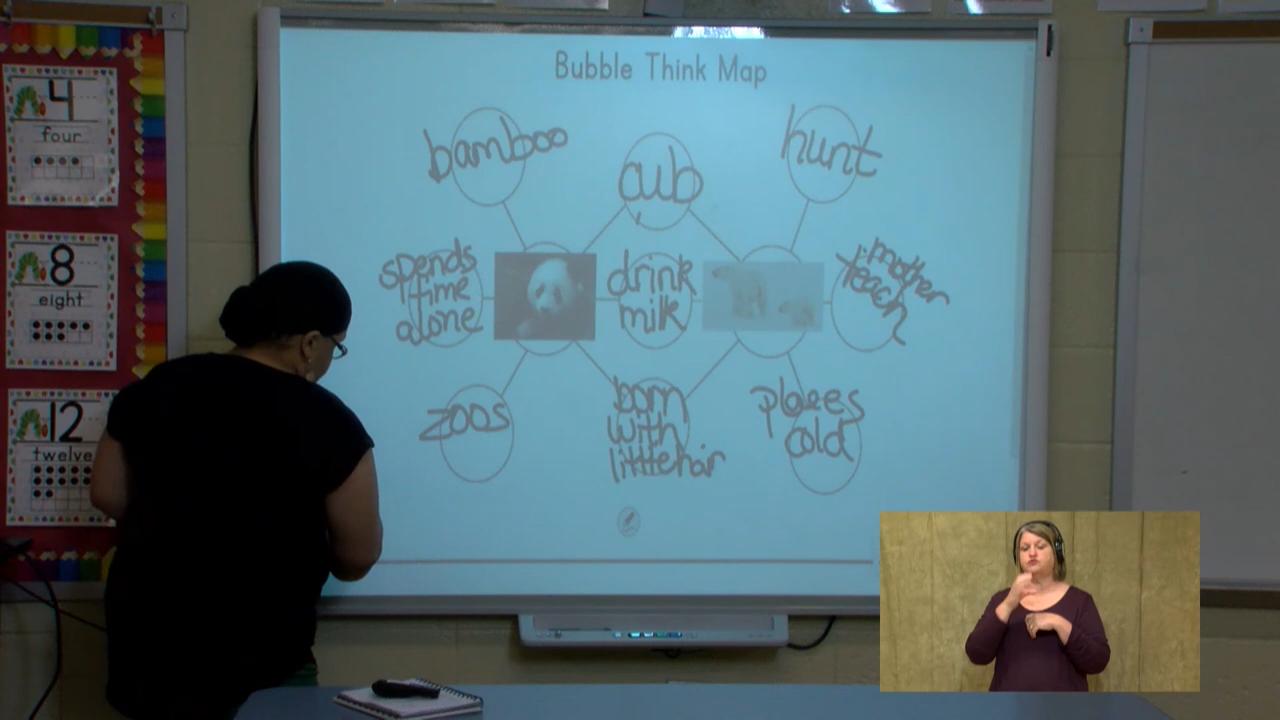 Bubble Think Map
bamboo
cub
hunt
spends
time
alone
drink
milk
mother
teach
zoos
born
with
little hair
places
cold
4
four
8
eight
12
twelve